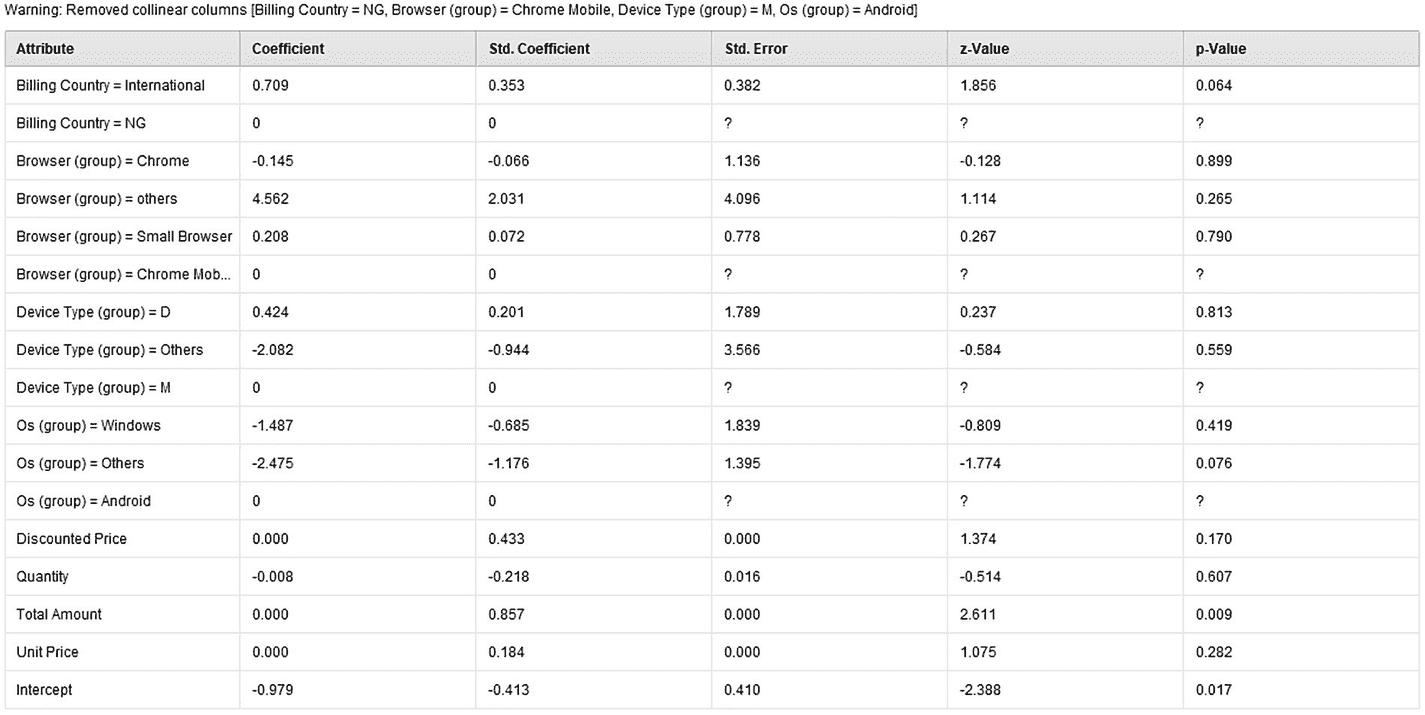 Warning: Removed collinear columns [Billing Country = NG, Browser (group) = Chrome Mobile, Device Type (group) = M, Os (group) = Android]
Attribute Coefficient Std. Coefficient Std. Error z-Value p-Value
Billing Country = International 0.709 0.353 0.382 1.856 0.064
Billing Country = NG 0 0 ? ? ?
Browser (group) = Chrome -0.145 -0.066 1.136 -0.128 0.899
Browser (group) = others 4.562 2.031 4.096 1.114 0.265
Browser (group) = Small Browser 0.208 0.072 0.778 0.267 0.790
Browser (group) = Chrome Mob... 0 0 ? ? ?
Device Type (group) = D 0.424 0.201 1.789 0.237 0.813
Device Type (group) = Others -2.082 -0.944 3.566 -0.584 0.559
Device Type (group) = M 0 0 ? ? ?
Os (group) = Windows -1.487 -0.685 1.839 -0.809 0.419
Os (group) = Others -2.475 -1.176 1.395 -1.774 0.076
Os (group) = Android 0 0 ? ? ?
Discounted Price 0.000 0.433 0.000 1.374 0.170
Quantity -0.008 -0.218 0.016 -0.514 0.607
Total Amount 0.000 0.857 0.000 2.611 0.009
Unit Price 0.000 0.184 0.000 1.075 0.282
Intercept -0.979 -0.413 0.410 -2.388 0.017